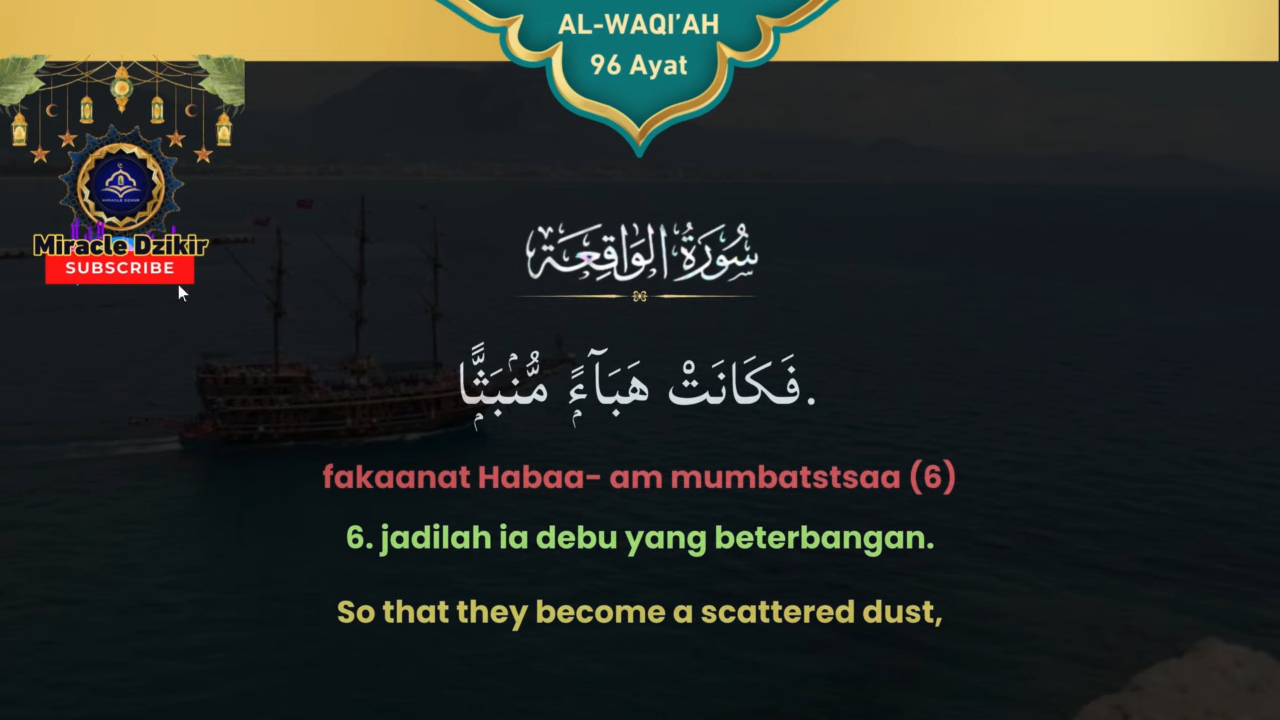 AL-WAQI'AH
96 Ayat
Miracle Dzikir
SUBSCRIBE
سُورَةُ الوَاقِعَة
فَكَانَتْ هَبَآءً مُّنۢبَثًّا.
fakaanat Habaa- am mumbatstsaa (6)
6. jadilah ia debu yang beterbangan.
So that they become a scattered dust,